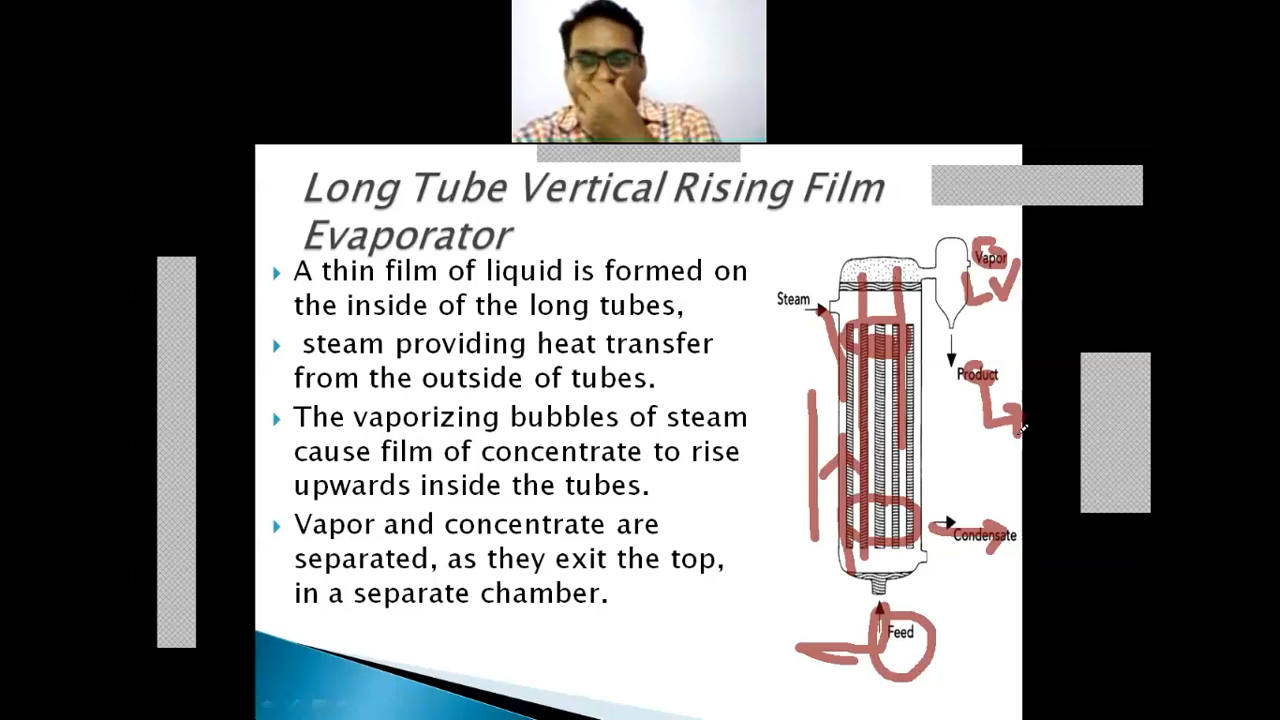 Long Tube Vertical Rising Film
Evaporator
A thin film of liquid is formed on
the inside of the long tubes,
steam providing heat transfer
from the outside of tubes.
The vaporizing bubbles of steam
cause film of concentrate to rise
upwards inside the tubes.
Vapor and concentrate are
separated, as they exit the top,
in a separate chamber.
Vapor
LV
Steam
Product
Condensate
Feed